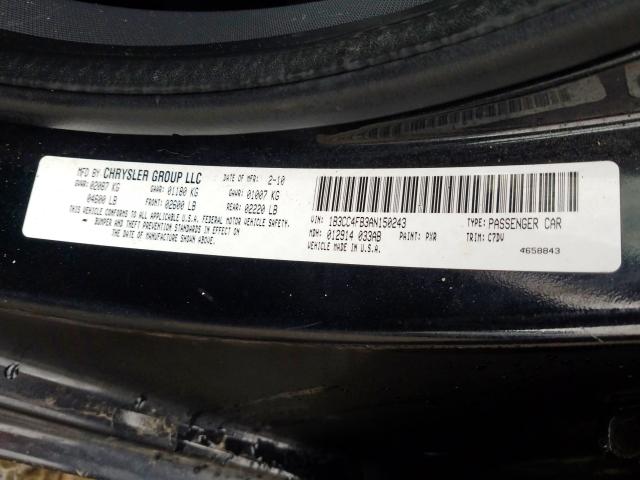 MFD BY CHRYSLER GROUP LLC DATE OF MFR 2-10
GVWR: 02087 KG GAWR 01180 KG GAWR 01007 KG
04600 LB FRONT: 02600 LB REAR: 02220 LB
THIS VEHICLE CONFORMS TO ALL APPLICABLE U.S.A. FEDERAL MOTOR VEHICLE SAFETY,
BUMPER AND THEFT PREVENTION STANDARDS IN EFFECT ON
THE DATE OF MANUFACTURE SHOWN ABOVE.
VIN: 1B3CC4FB3AN150243 TYPE: PASSENGER CAR
MDH: 012914 033AB PAINT: PXR TRIM: C7DV
VEHICLE MADE IN U.S.A. 4658843